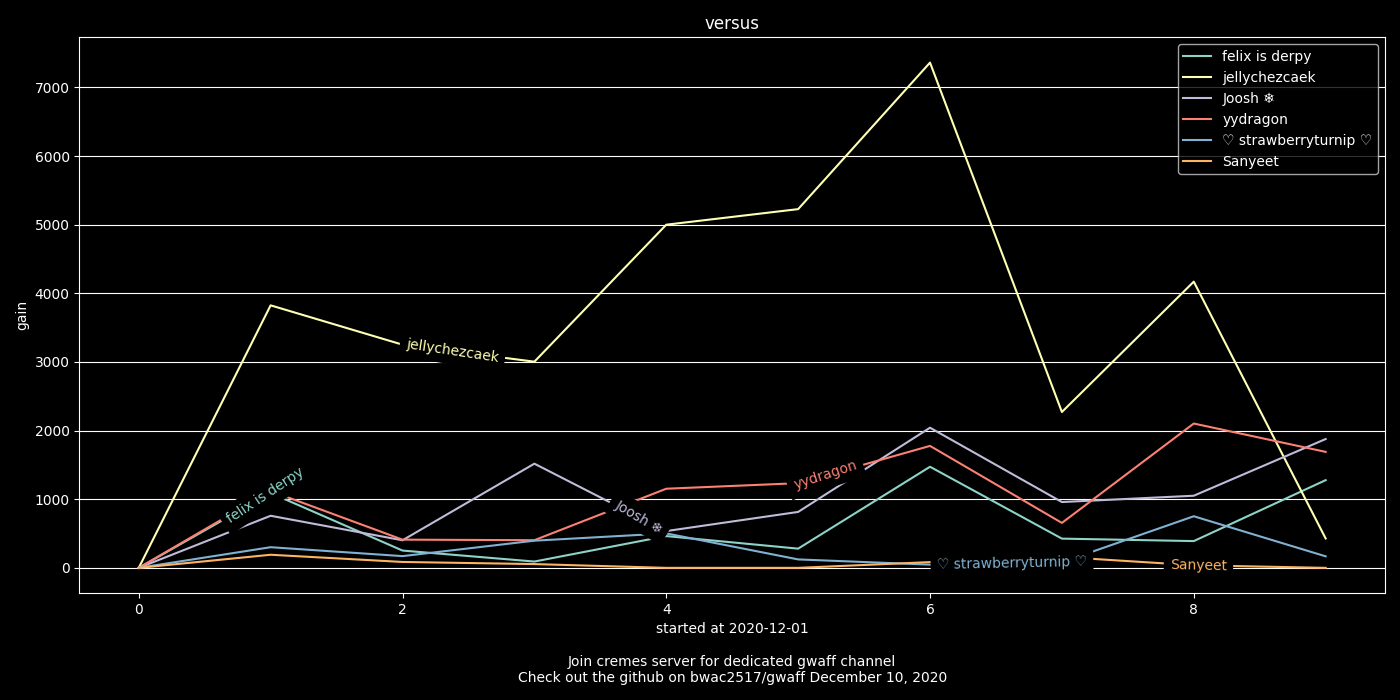 versus
felix is derpy
jellychezcaek
Joosh ❄
yydragon
♡ strawberryturnip ♡
Sanyeet
7000
6000
5000
4000
3000
2000
1000
0
gain
jellychezcaek
felix is derpy
yydragon
Joosh ❄
♡ strawberryturnip ♡
Sanyeet
0 2 4 6 8
started at 2020-12-01
Join cremes server for dedicated gwaff channel
Check out the github on bwac2517/gwaff December 10, 2020